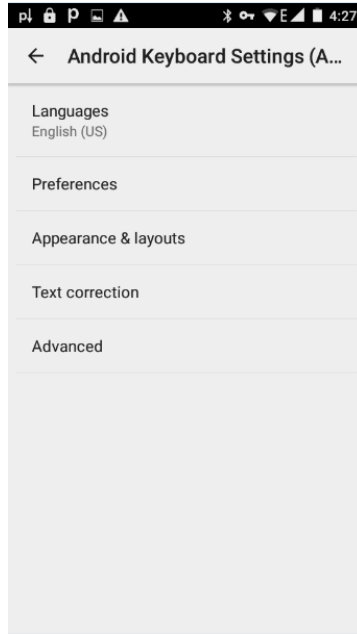 E 4:27
Android Keyboard Settings (A...
Languages
English (US)
Preferences
Appearance & layouts
Text correction
Advanced